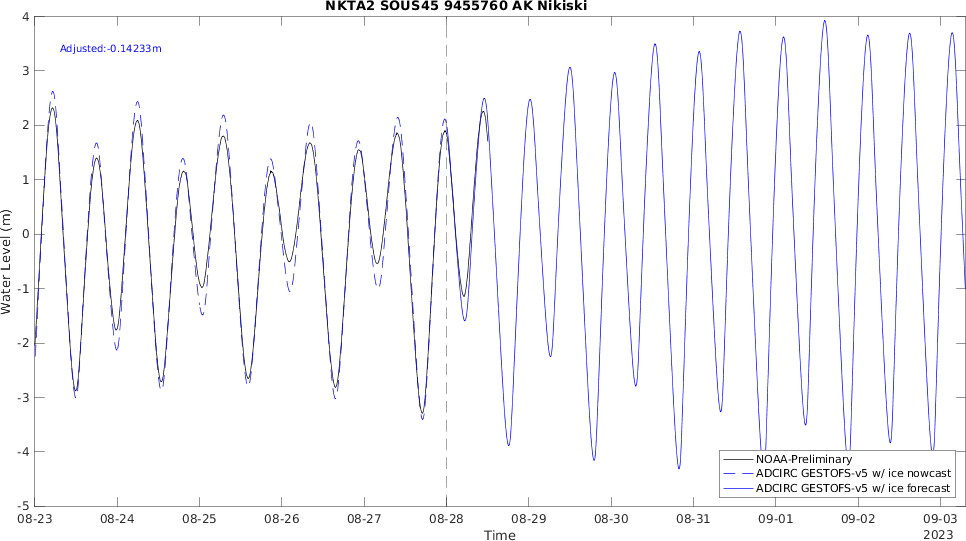 NKTA2 SOUS45 9455760 AK Nikiski
Adjusted:-0.14233m
Water Level (m)
4
3
2
1
0
-1
-2
-3
-4
-5
NOAA-Preliminary
ADCIRC GESTOFS-v5 w/ ice nowcast
ADCIRC GESTOFS-v5 w/ ice forecast
08-23 08-24 08-25 08-26 08-27 08-28 08-29 08-30 08-31 09-01 09-02 09-03
2023
Time